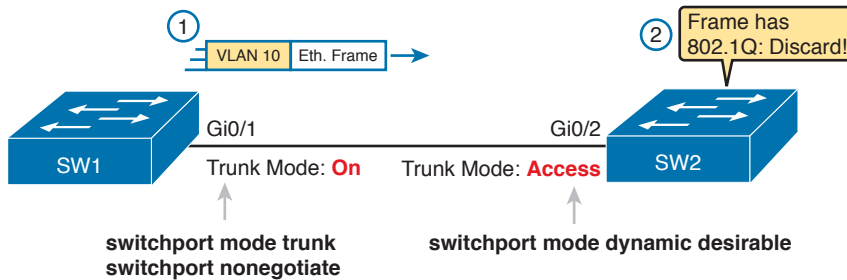 1
VLAN 10 Eth. Frame
2
Frame has
802.1Q: Discard!
Gi0/1
Gi0/2
SW1
Trunk Mode: On
Trunk Mode: Access
SW2
switchport mode trunk
switchport nonegotiate
switchport mode dynamic desirable